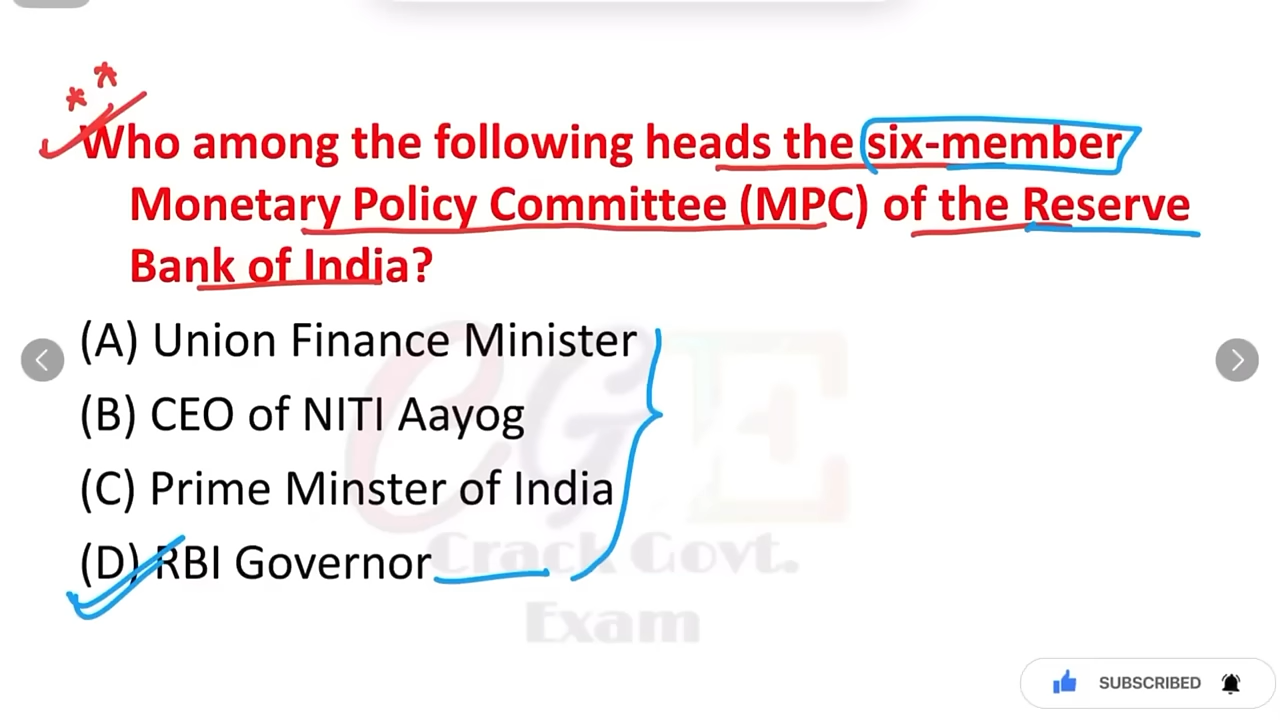 Who among the following heads the six-member
Monetary Policy Committee (MPC) of the Reserve
Bank of India?
(A) Union Finance Minister
(B) CEO of NITI Aayog
(C) Prime Minster of India
(D) RBI Governor
CGE
Crack Govt.
Exam
SUBSCRIBED